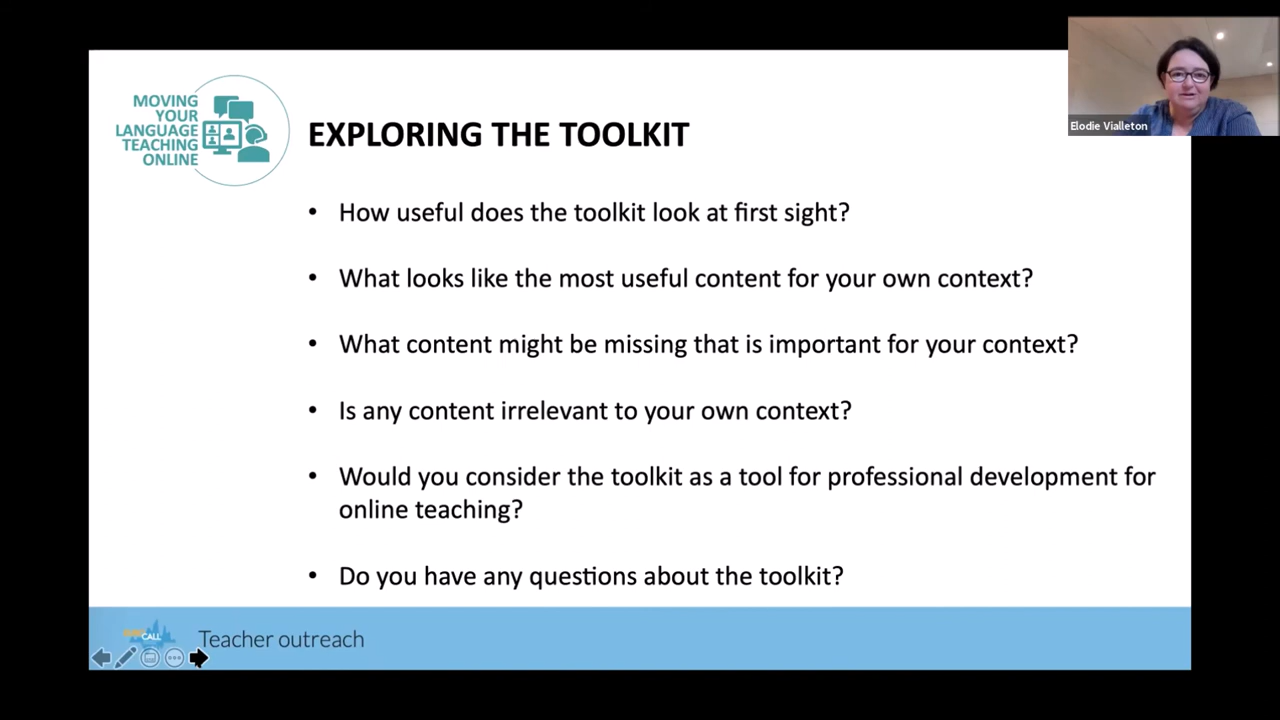 MOVING
YOUR
LANGUAGE
TEACHING
ONLINE
EXPLORING THE TOOLKIT
Elodie Vialleton
• How useful does the toolkit look at first sight?
• What looks like the most useful content for your own context?
• What content might be missing that is important for your context?
• Is any content irrelevant to your own context?
• Would you consider the toolkit as a tool for professional development for
online teaching?
• Do you have any questions about the toolkit?
CALL
Teacher outreach